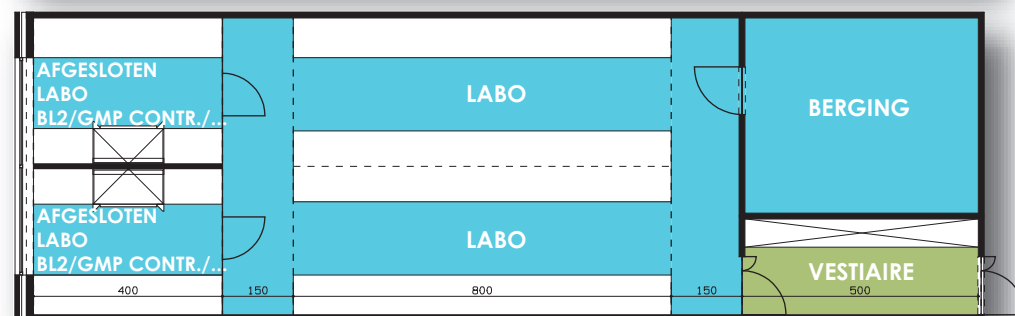 AFGESLOTEN
LABO
BL2/GMP CONTR./...
LABO
BERGING
AFGESLOTEN
LABO
BL2/GMP CONTR./...
LABO
VESTIAIRE
400 150 800 150 500